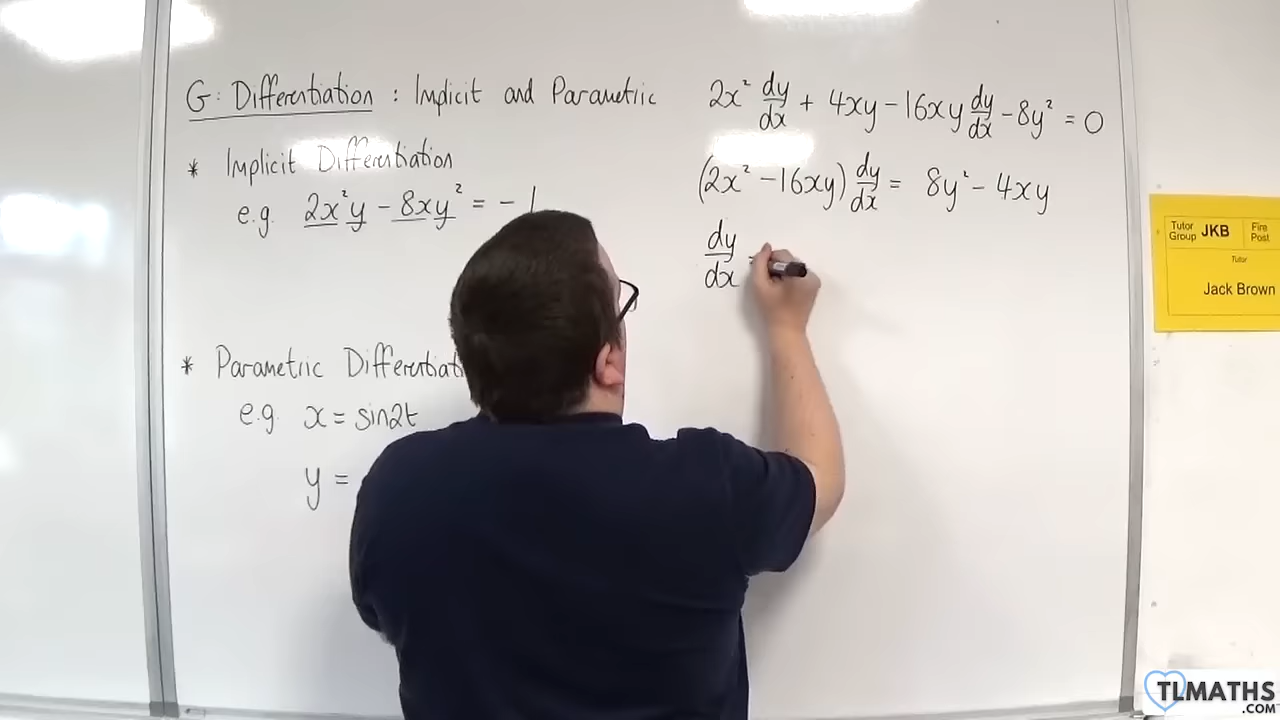 G: Differentiation : Implicit and Parametric
* Implicit Differentiation
e.g. 2x²y - 8xy² = -1
* Parametric
e.g. x = sin2t
y =
2x² dy/dx + 4xy - 16xy dy/dx - 8y² = 0
(2x² - 16xy) dy/dx = 8y² - 4xy
dy/dx =
Tutor Group JKB
Fire Post
Tutor
Jack Brown
TLMATHS
.COM